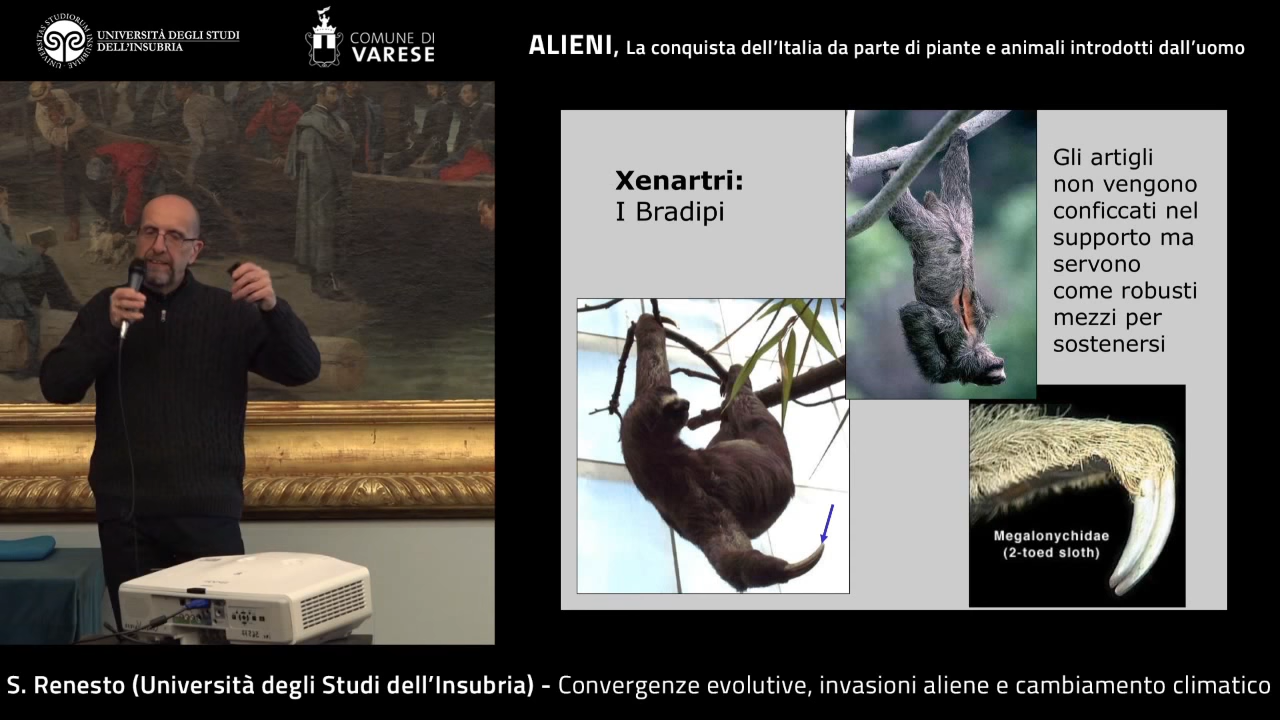 UNIVERSITÀ DEGLI STUDI
DELL'INSUBRIA
COMUNE DI
VARESE
ALIENI, La conquista dell'Italia da parte di piante e animali introdotti dall'uomo
Xenartri:
I Bradipi
Gli artigli
non vengono
conficcati nel
supporto ma
servono
come robusti
mezzi per
sostenersi
Megalonychidae
(2-toed sloth)
S. Renesto (Università degli Studi dell'Insubria) - Convergenze evolutive, invasioni aliene e cambiamento climatico